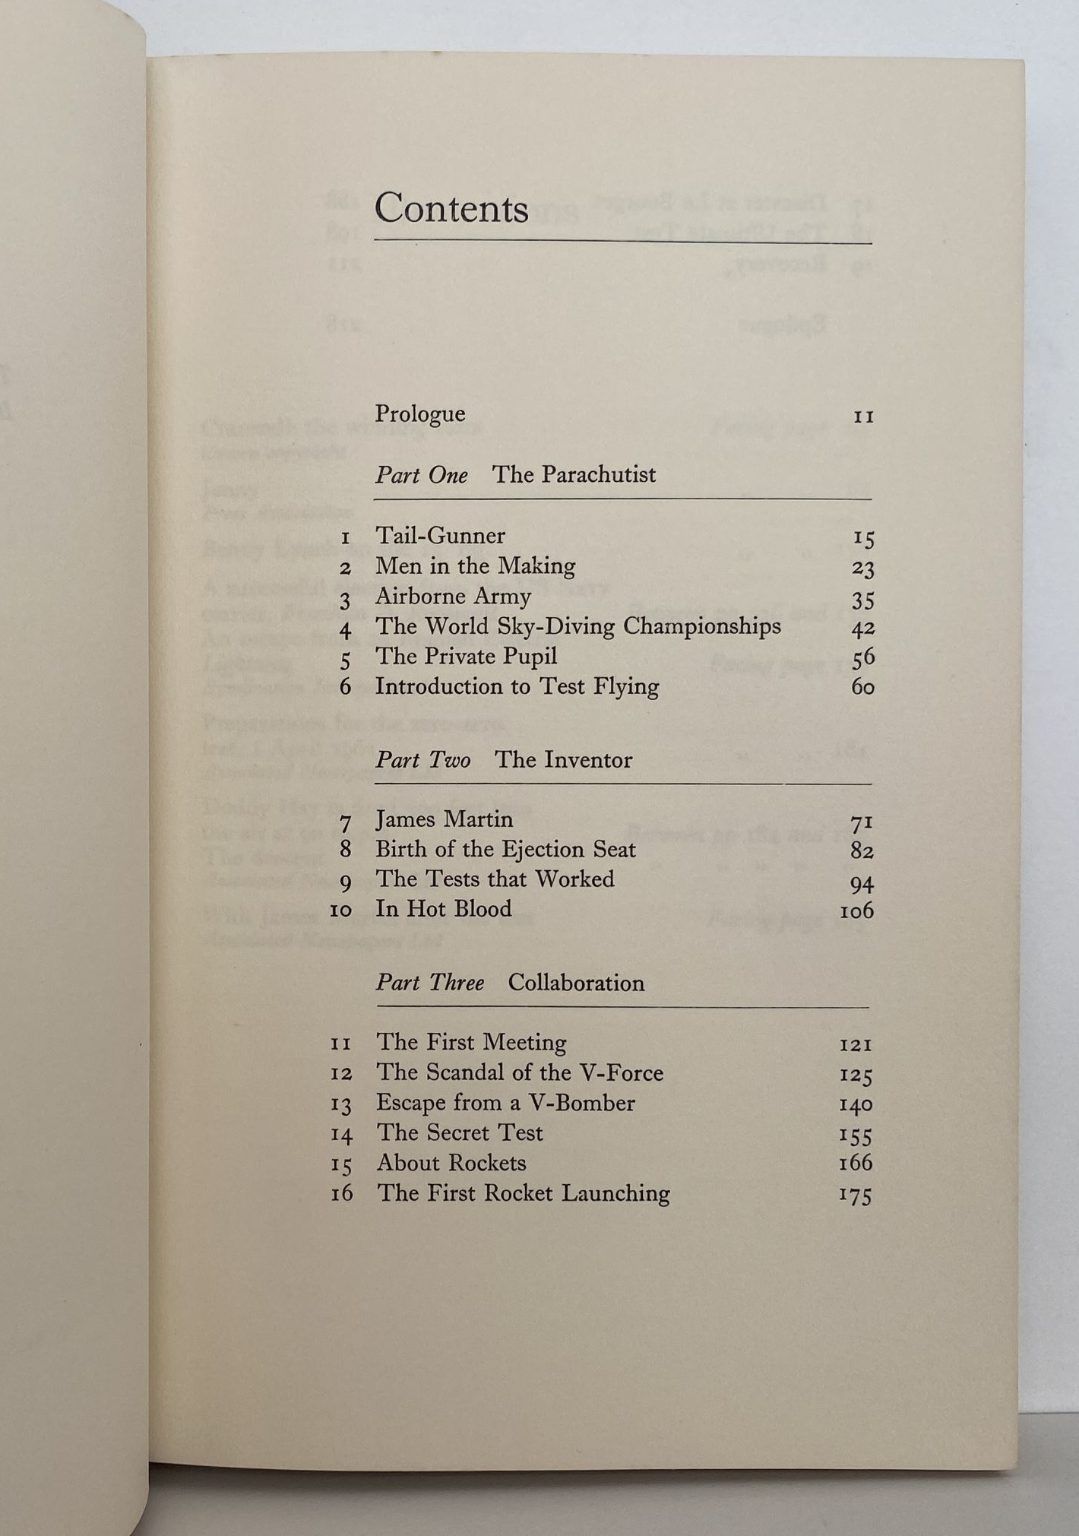 Contents
Prologue 11
Part One The Parachutist
1 Tail-Gunner 15
2 Men in the Making 23
3 Airborne Army 35
4 The World Sky-Diving Championships 42
5 The Private Pupil 56
6 Introduction to Test Flying 60
Part Two The Inventor
7 James Martin 71
8 Birth of the Ejection Seat 82
9 The Tests that Worked 94
10 In Hot Blood 106
Part Three Collaboration
11 The First Meeting 121
12 The Scandal of the V-Force 125
13 Escape from a V-Bomber 140
14 The Secret Test 155
15 About Rockets 166
16 The First Rocket Launching 175